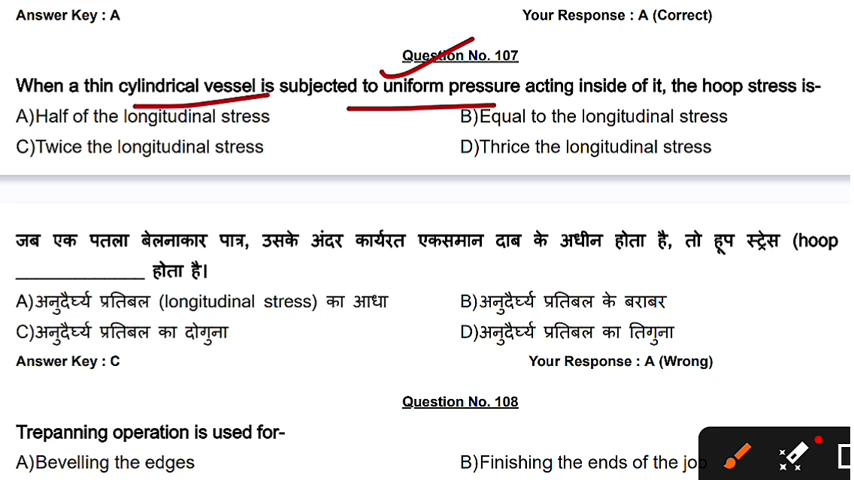 Answer Key : A Your Response : A (Correct)
Question No. 107
When a thin cylindrical vessel is subjected to uniform pressure acting inside of it, the hoop stress is-
A)Half of the longitudinal stress B)Equal to the longitudinal stress
C)Twice the longitudinal stress D)Thrice the longitudinal stress
जब एक पतला बेलनाकार पात्र, उसके अंदर कार्यरत एकसमान दाब के अधीन होता है, तो हूप स्ट्रेस (hoop
______________ होता है।
A)अनुदैर्घ्य प्रतिबल (longitudinal stress) का आधा B)अनुदैर्घ्य प्रतिबल के बराबर
C)अनुदैर्घ्य प्रतिबल का दोगुना D)अनुदैर्घ्य प्रतिबल का तिगुना
Answer Key : C Your Response : A (Wrong)
Question No. 108
Trepanning operation is used for-
A)Bevelling the edges B)Finishing the ends of the job